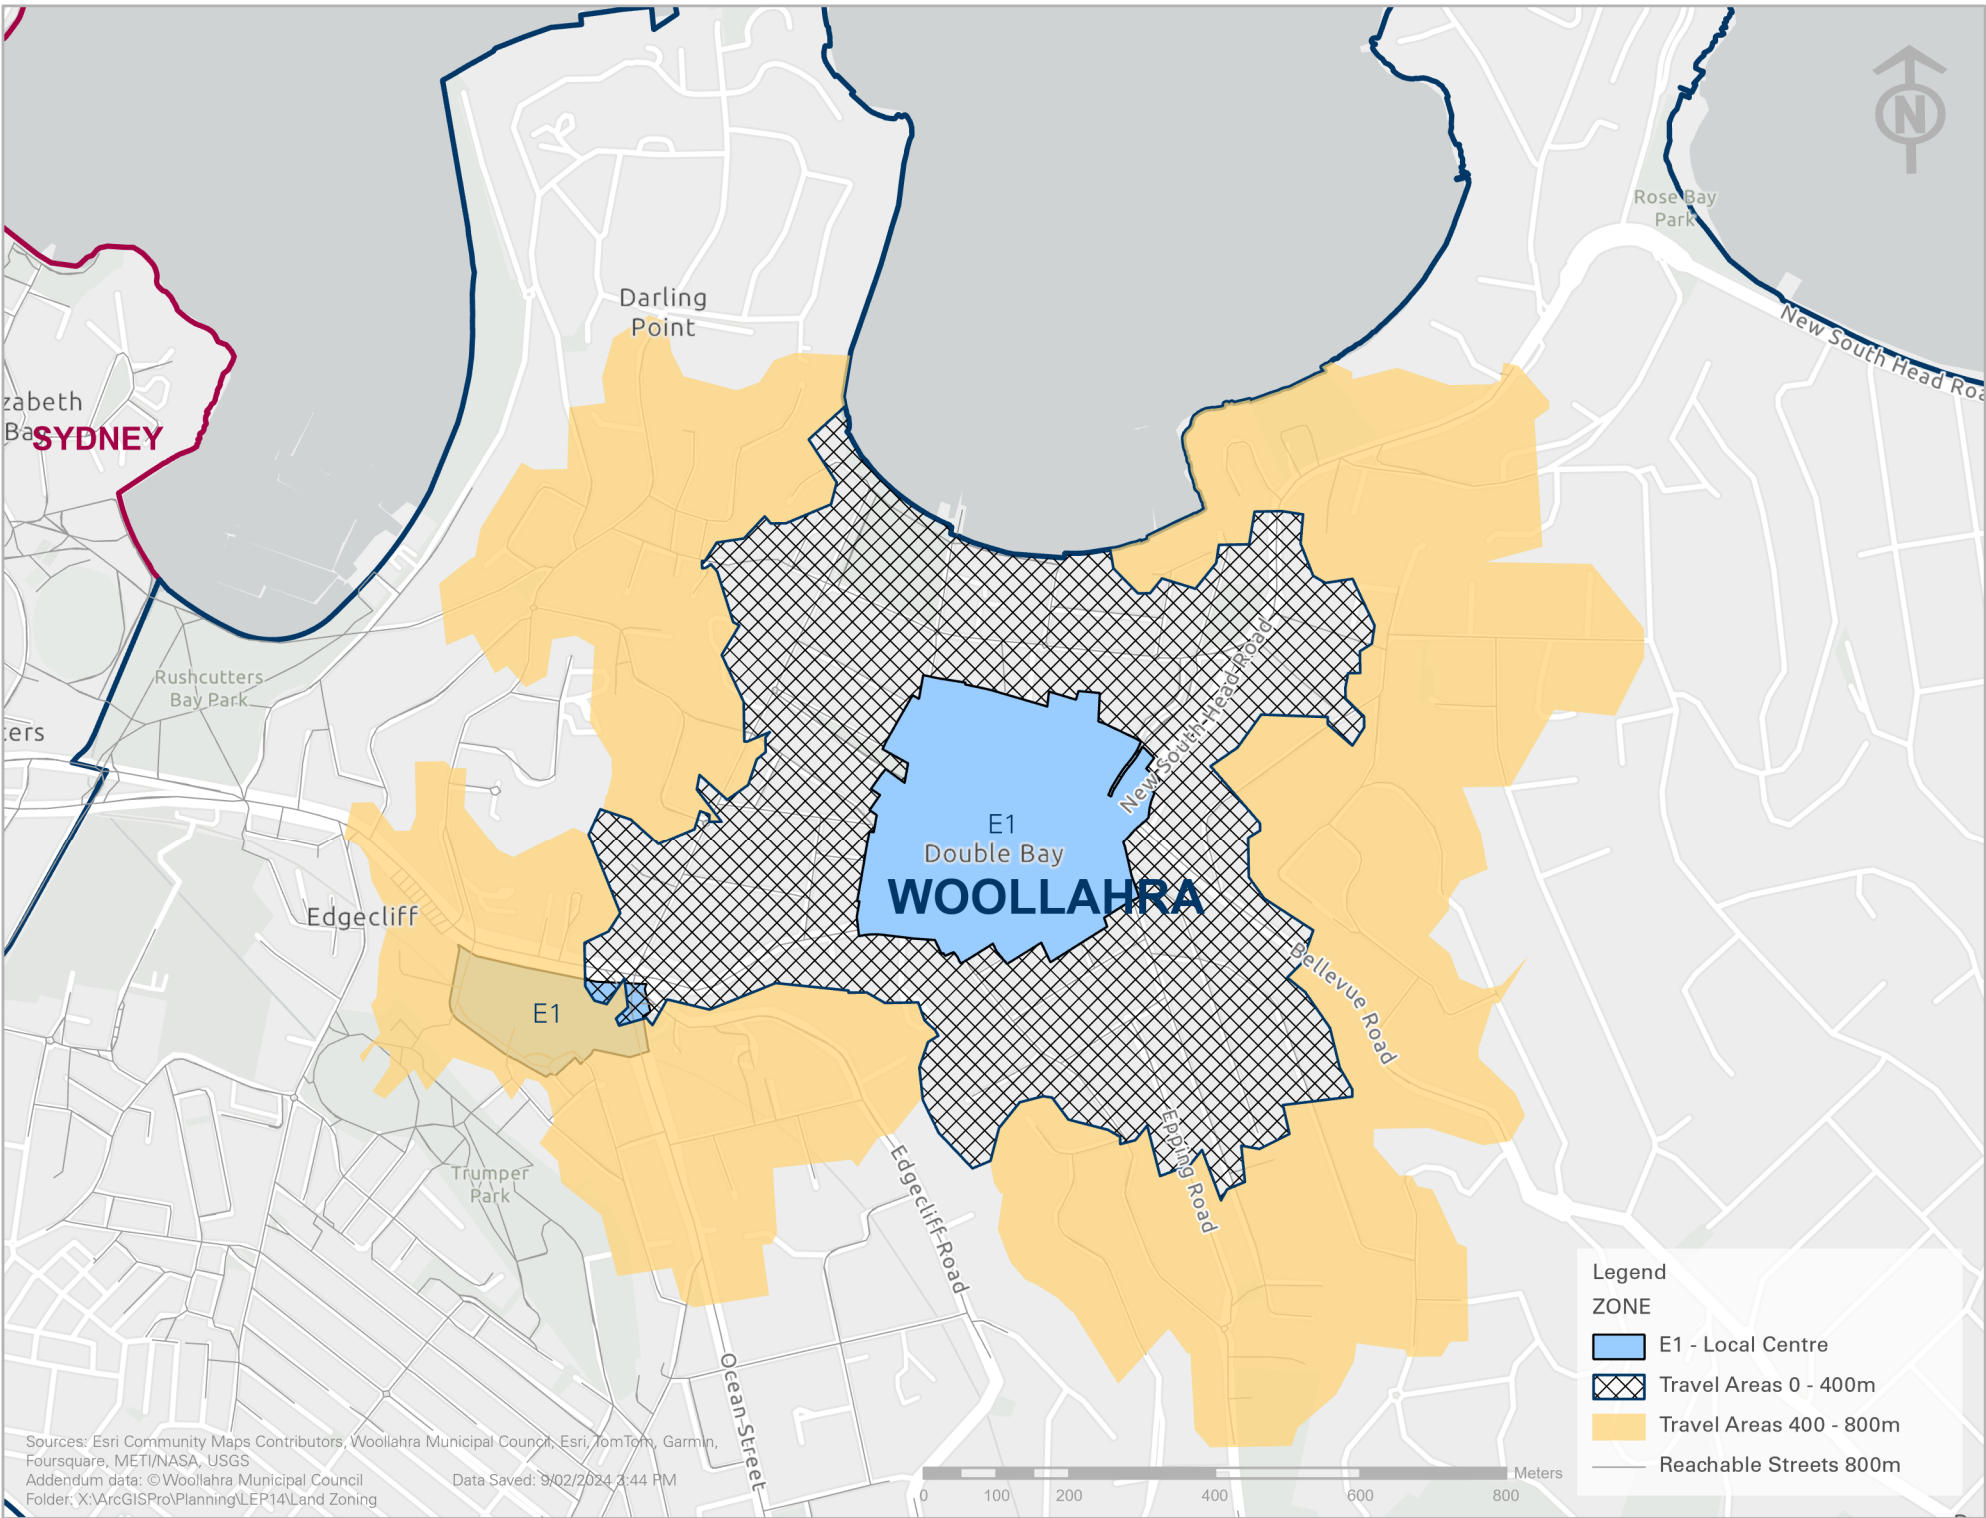 N
Rose Bay
Park
New South Head Roa
Darling
Point
zabeth
Bay
SYDNEY
Rushcutters
Bay Park
ters
New South Head Road
E1
Double Bay
WOOLLAHRA
Edgecliff
E1
Bellevue Road
Trumper
Park
Epping Road
Edgecliff Road
Ocean Street
Legend
ZONE
E1 - Local Centre
Travel Areas 0 - 400m
Travel Areas 400 - 800m
Reachable Streets 800m
Sources: Esri Community Maps Contributors, Woollahra Municipal Council, Esri, TomTom, Garmin,
Foursquare, METI/NASA, USGS
Addendum data: © Woollahra Municipal Council
Data Saved: 9/02/2024 3:44 PM
Folder: X:\ArcGISPro\Planning\LEP14\Land Zoning
Meters
0 100 200 400 600 800